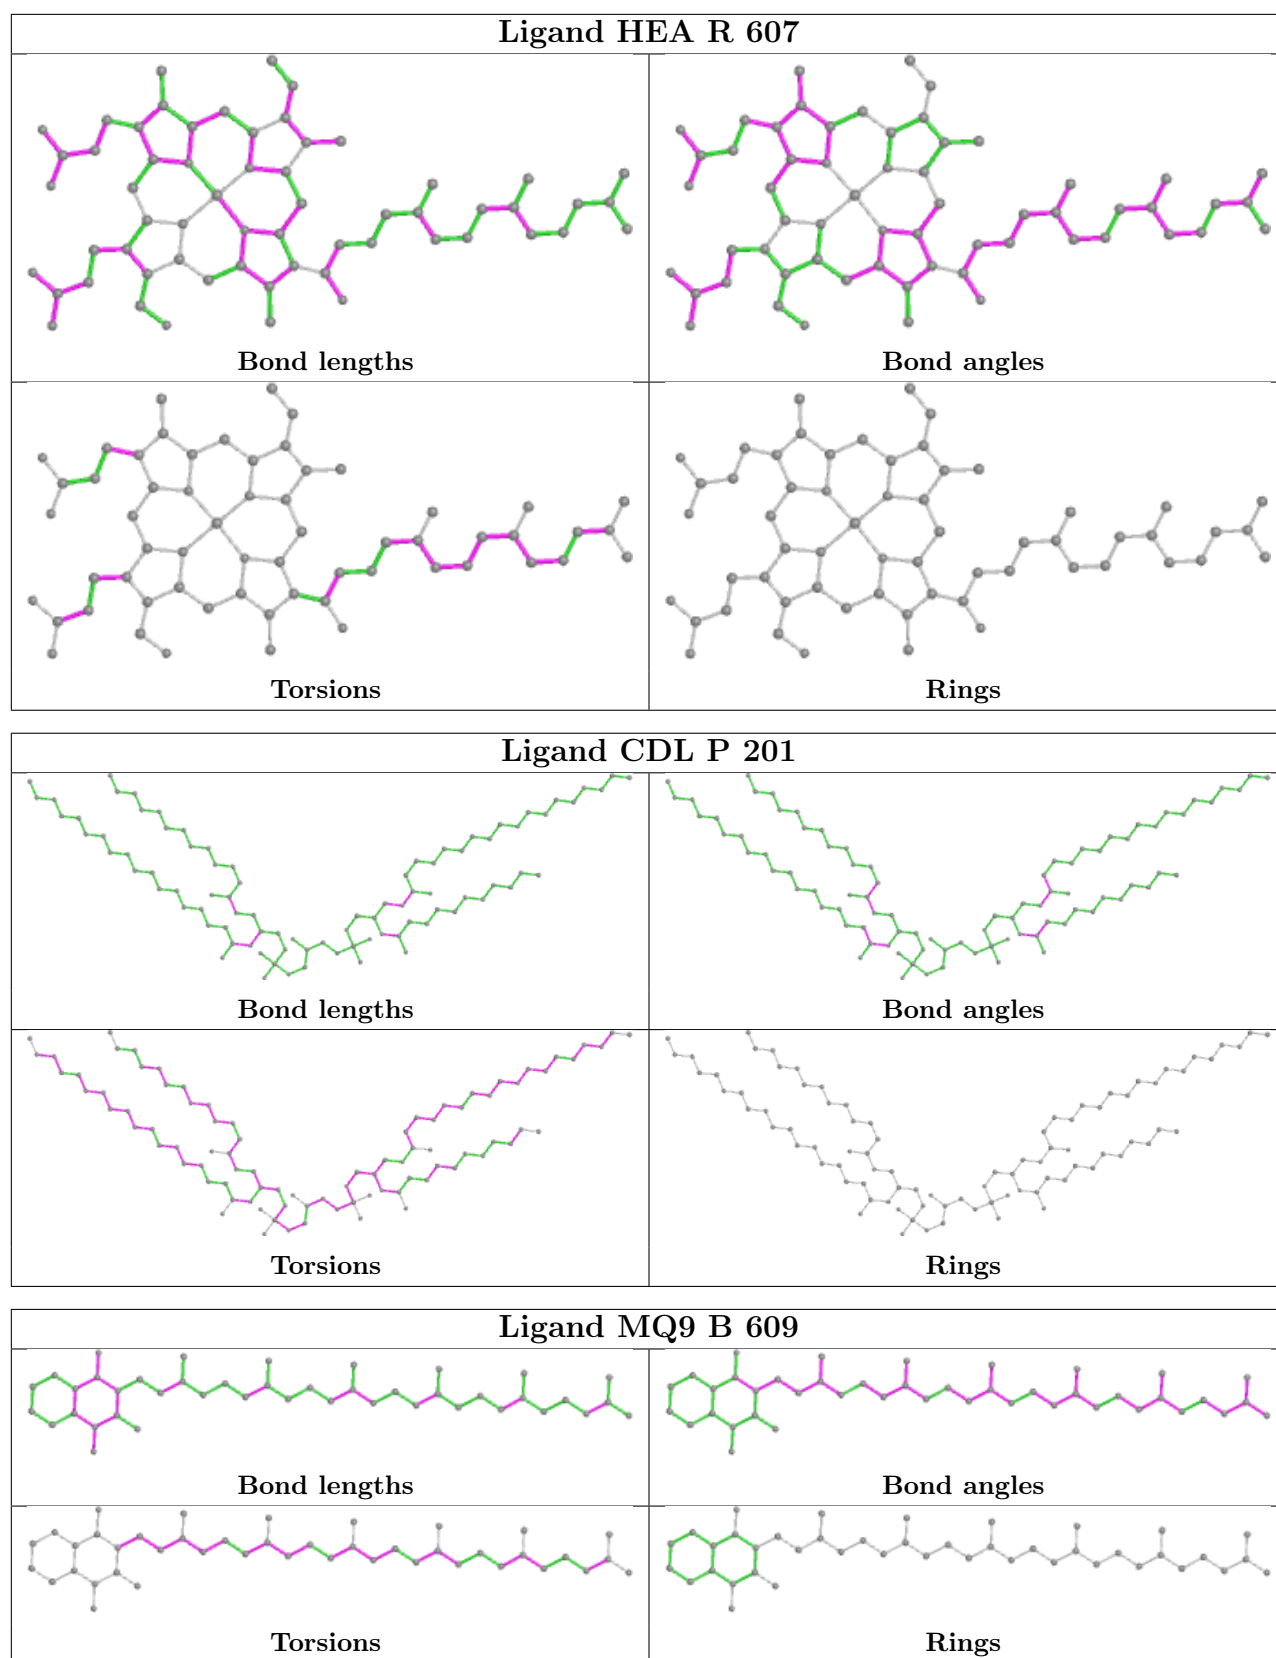 Ligand HEA R 607
Bond lengths
Bond angles
Torsions
Rings
Ligand CDL P 201
Bond lengths
Bond angles
Torsions
Rings
Ligand MQ9 B 609
Bond lengths
Bond angles
Torsions
Rings